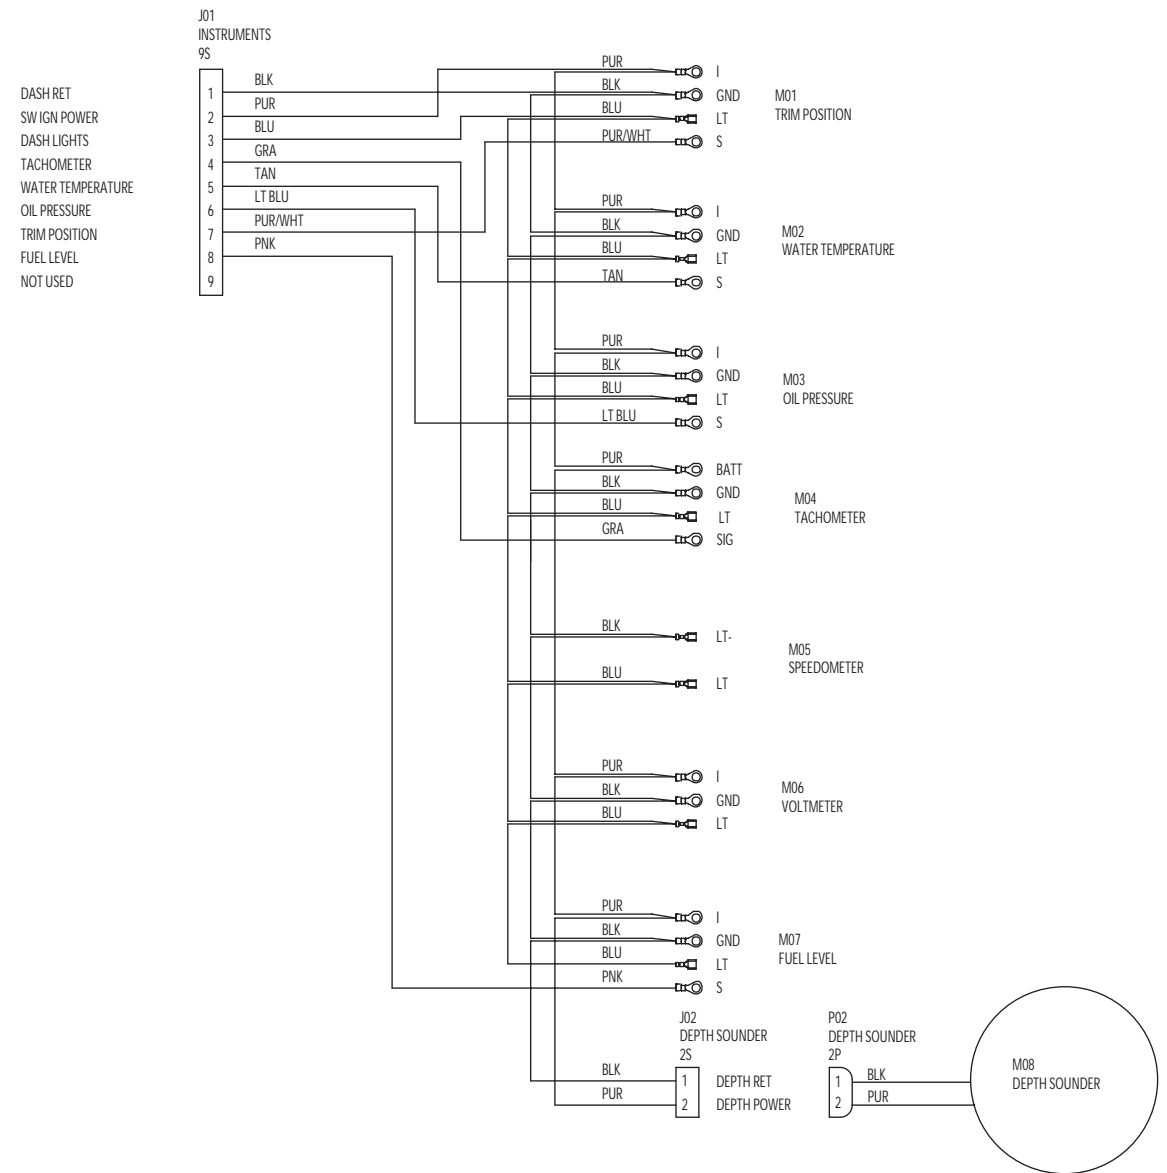 J01
INSTRUMENTS
9S
DASH RET
SW IGN POWER
DASH LIGHTS
TACHOMETER
WATER TEMPERATURE
OIL PRESSURE
TRIM POSITION
FUEL LEVEL
NOT USED
1
2
3
4
5
6
7
8
9
BLK
PUR
BLU
GRA
TAN
LT BLU
PUR/WHT
PNK
PUR
BLK
BLU
PUR/WHT
I
GND
LT
S
M01
TRIM POSITION
PUR
BLK
BLU
TAN
I
GND
LT
S
M02
WATER TEMPERATURE
PUR
BLK
BLU
LT BLU
I
GND
LT
S
M03
OIL PRESSURE
PUR
BLK
BLU
GRA
BATT
GND
LT
SIG
M04
TACHOMETER
BLK
BLU
LT-
LT
M05
SPEEDOMETER
PUR
BLK
BLU
I
GND
LT
M06
VOLTMETER
PUR
BLK
BLU
PNK
I
GND
LT
S
M07
FUEL LEVEL
J02
DEPTH SOUNDER
2S
BLK
PUR
1
2
DEPTH RET
DEPTH POWER
P02
DEPTH SOUNDER
2P
1
2
BLK
PUR
M08
DEPTH SOUNDER